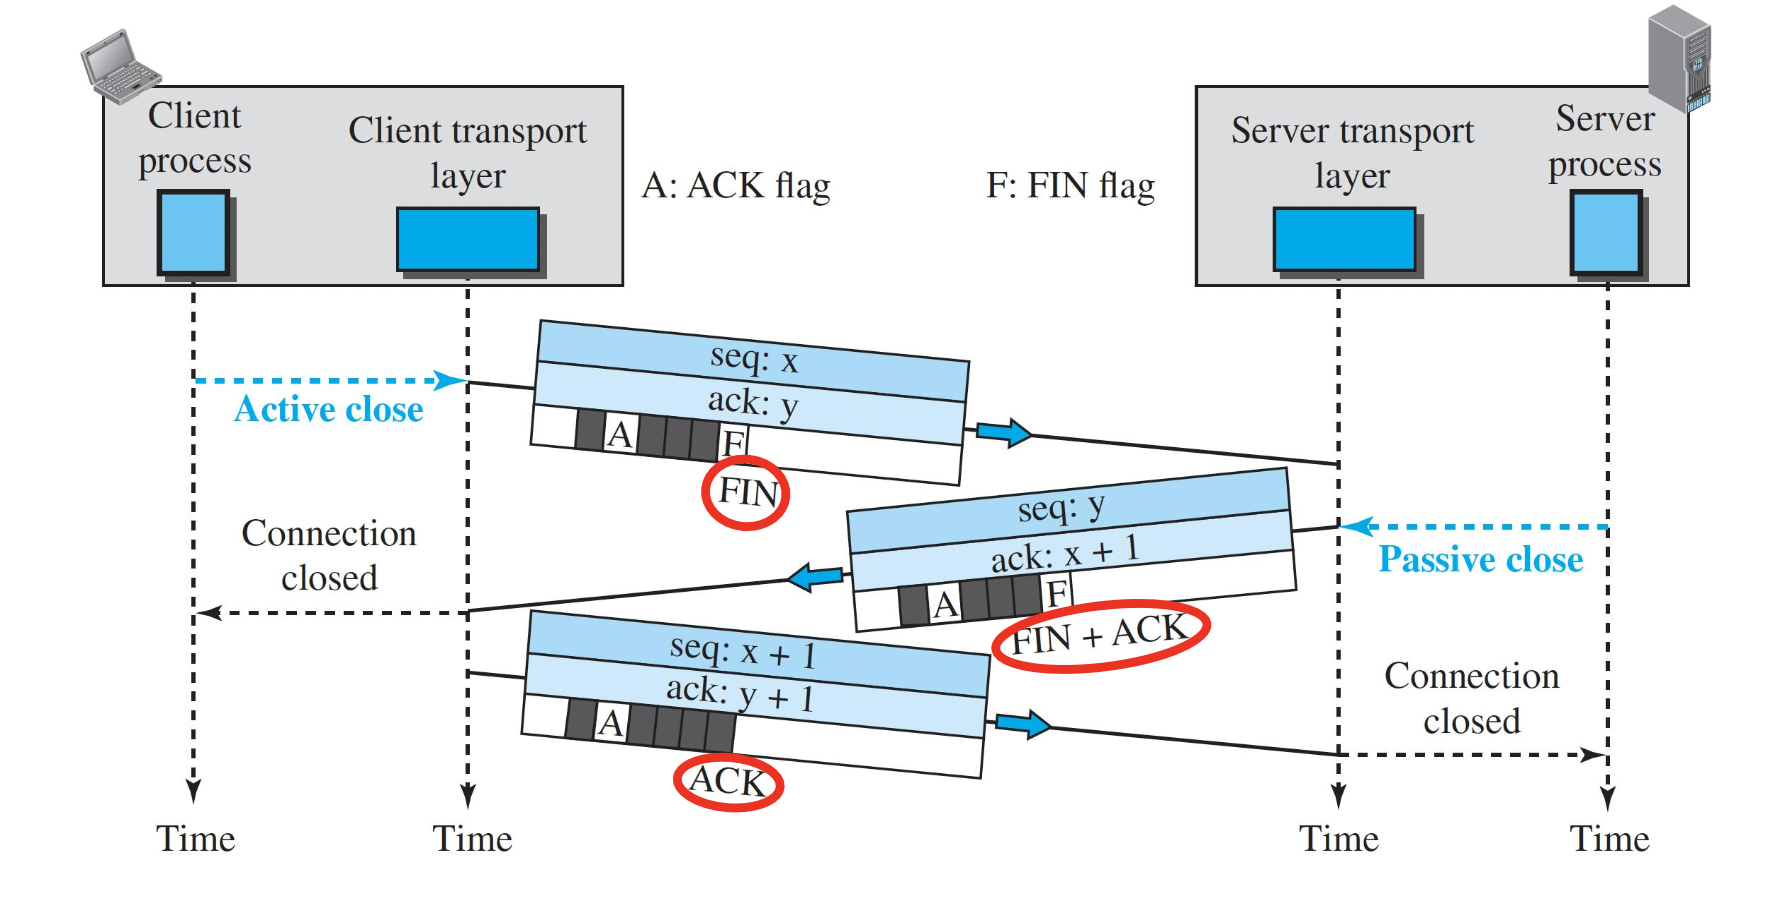 Client
process
Client transport
layer
A: ACK flag
F: FIN flag
Server transport
layer
Server
process
seq: x
ack: y
A
F
FIN
Active close
seq: y
ack: x + 1
A
F
FIN + ACK
Passive close
Connection
closed
seq: x + 1
ack: y + 1
A
ACK
Connection
closed
Time
Time
Time
Time